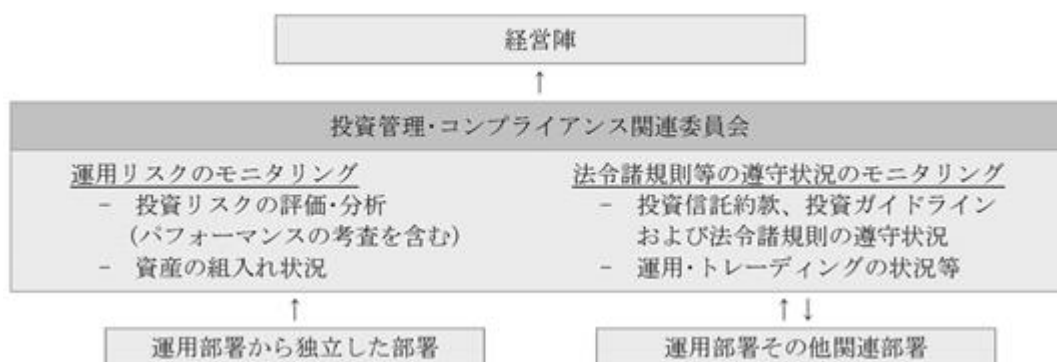 経営陣
↑
投資管理・コンプライアンス関連委員会
運用リスクのモニタリング
− 投資リスクの評価・分析
(パフォーマンスの考査を含む)
− 資産の組入れ状況
法令諸規則等の遵守状況のモニタリング
− 投資信託約款、投資ガイドライン
および法令諸規則の遵守状況
− 運用・トレーディングの状況等
↑
↑↓
運用部署から独立した部署
運用部署その他関連部署